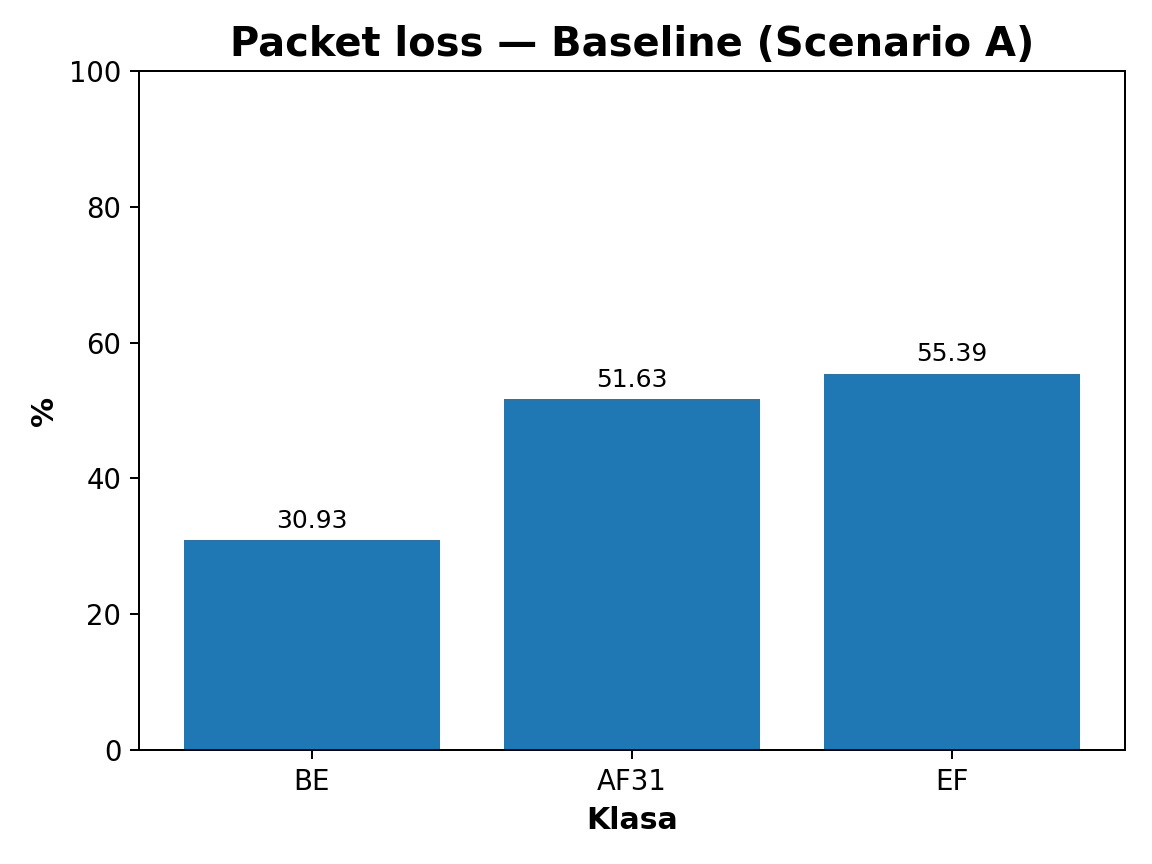 Packet loss — Baseline (Scenario A)
100
80
60
40
20
0
%
30.93
51.63
55.39
BE
AF31
EF
Klasa